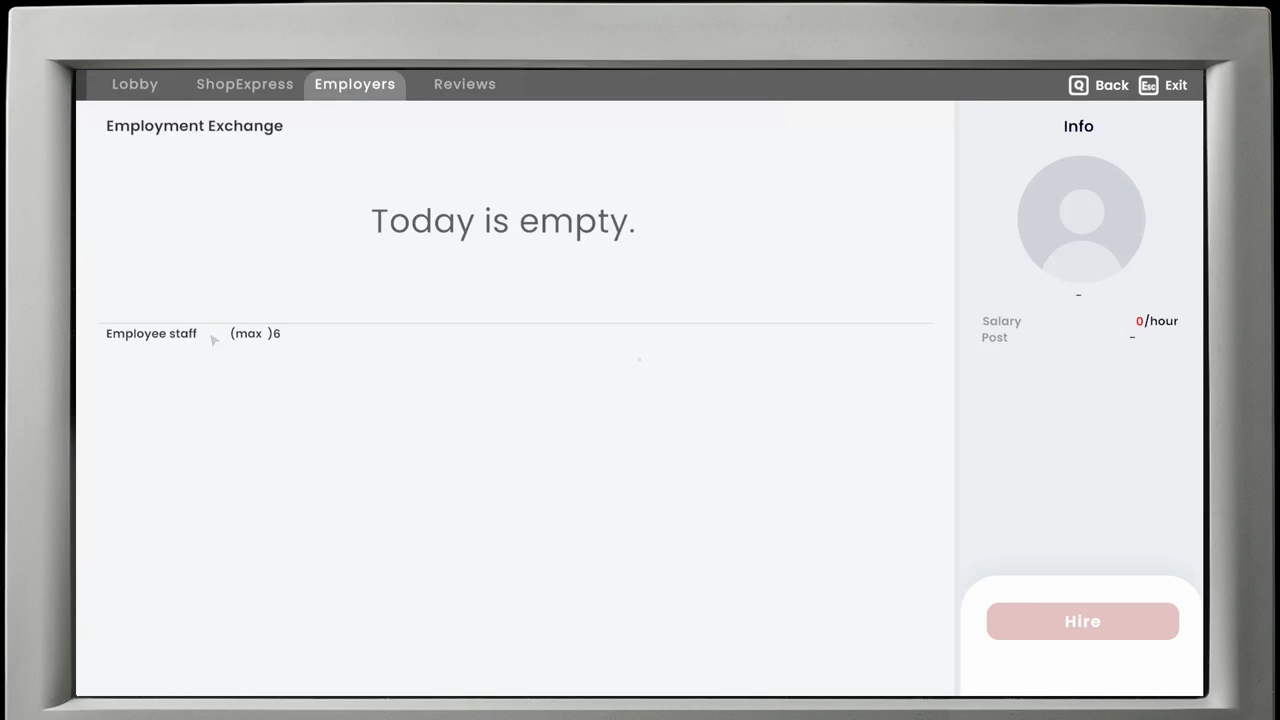 Lobby ShopExpress Employers Reviews Q Back Esc Exit
Employment Exchange
Info
Today is empty.
-
Employee staff (max )6
Salary 0/hour
Post -
Hire